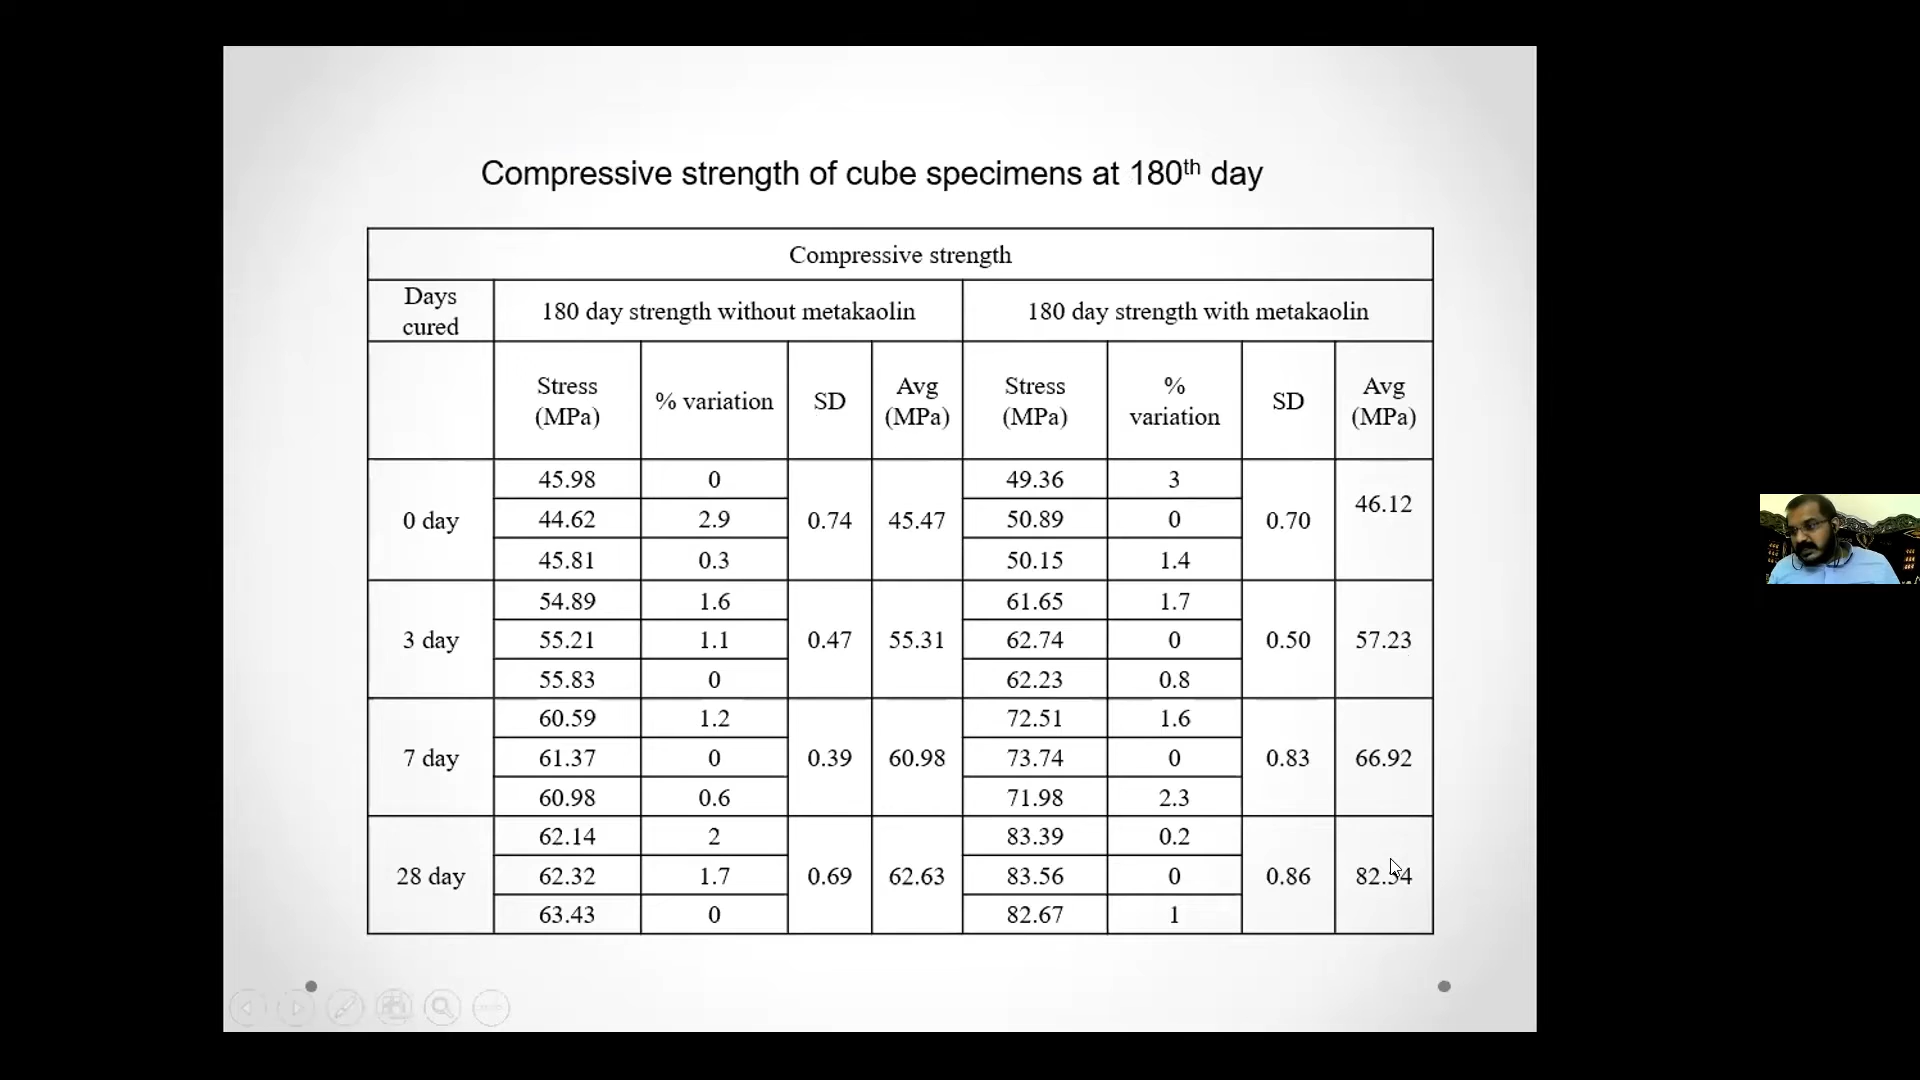 Compressive strength of cube specimens at 180th day
Compressive strength
Days cured 180 day strength without metakaolin 180 day strength with metakaolin
Stress (MPa) % variation SD Avg (MPa) Stress (MPa) % variation SD Avg (MPa)
0 day 45.98 0 0.74 45.47 49.36 3 0.70 46.12
44.62 2.9 50.89 0
45.81 0.3 50.15 1.4
3 day 54.89 1.6 0.47 55.31 61.65 1.7 0.50 57.23
55.21 1.1 62.74 0
55.83 0 62.23 0.8
7 day 60.59 1.2 0.39 60.98 72.51 1.6 0.83 66.92
61.37 0 73.74 0
60.98 0.6 71.98 2.3
28 day 62.14 2 0.69 62.63 83.39 0.2 0.86
62.32 1.7 83.56 0
63.43 0 82.67 1